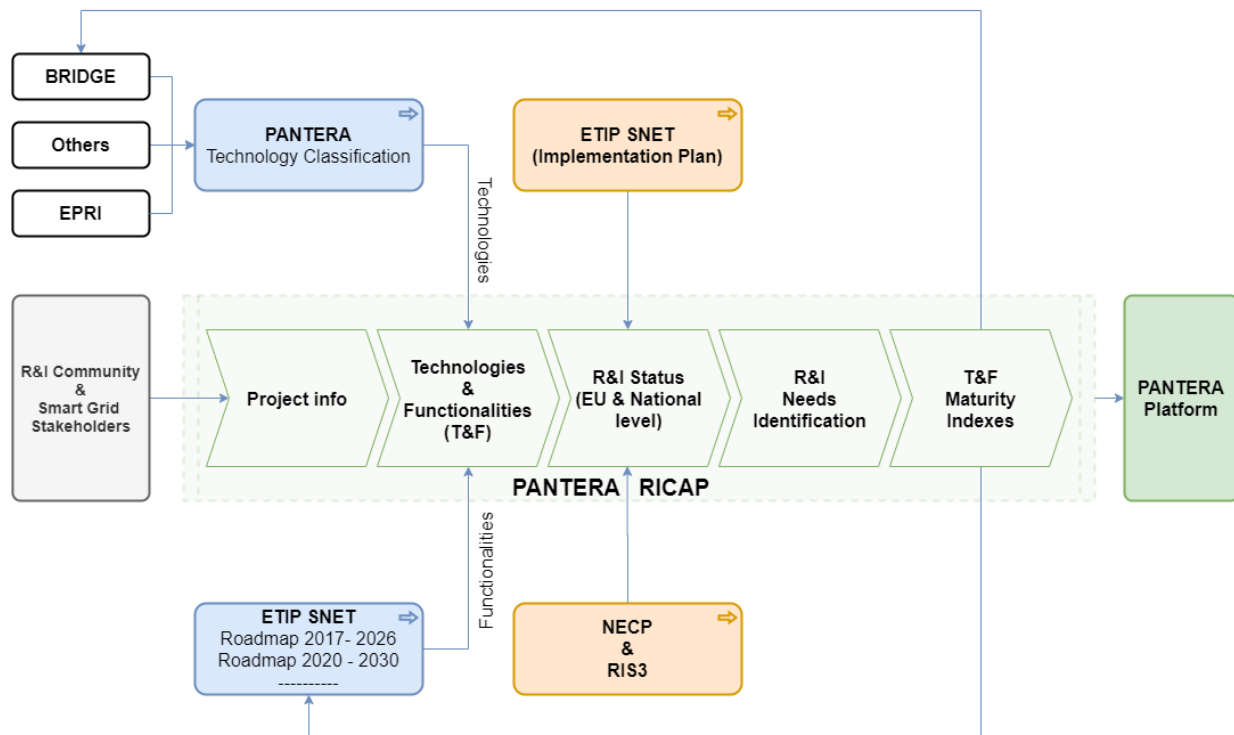 BRIDGE
Others
EPRI
PANTERA
Technology Classification
ETIP SNET
(Implementation Plan)
Technologies
R&I Community
&
Smart Grid
Stakeholders
Project info
Technologies
&
Functionalities
(T&F)
R&I Status
(EU & National
level)
R&I
Needs
Identification
T&F
Maturity
Indexes
PANTERA
Platform
PANTERA RICAP
Functionalities
ETIP SNET
Roadmap 2017- 2026
Roadmap 2020 - 2030
----------
NECP
&
RIS3